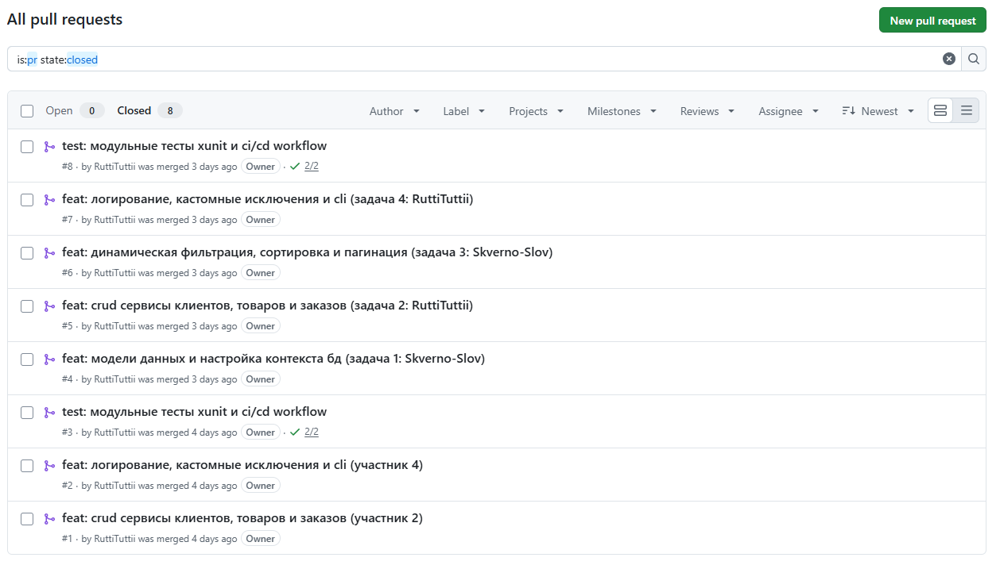 All pull requests
New pull request
is:pr state:closed
Open 0 Closed 8 Author Label Projects Milestones Reviews Assignee Newest
test: модульные тесты xunit и ci/cd workflow
#8 · by RuttiTuttii was merged 3 days ago Owner · 2/2
feat: логирование, кастомные исключения и cli (задача 4: RuttiTuttii)
#7 · by RuttiTuttii was merged 3 days ago Owner
feat: динамическая фильтрация, сортировка и пагинация (задача 3: Skverno-Slov)
#6 · by RuttiTuttii was merged 3 days ago Owner
feat: crud сервисы клиентов, товаров и заказов (задача 2: RuttiTuttii)
#5 · by RuttiTuttii was merged 3 days ago Owner
feat: модели данных и настройка контекста бд (задача 1: Skverno-Slov)
#4 · by RuttiTuttii was merged 3 days ago Owner
test: модульные тесты xunit и ci/cd workflow
#3 · by RuttiTuttii was merged 4 days ago Owner · 2/2
feat: логирование, кастомные исключения и cli (участник 4)
#2 · by RuttiTuttii was merged 4 days ago Owner
feat: crud сервисы клиентов, товаров и заказов (участник 2)
#1 · by RuttiTuttii was merged 4 days ago Owner